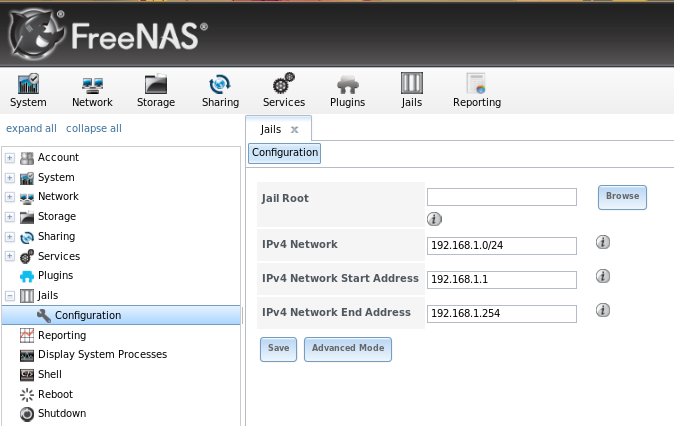 FreeNAS®
System Network Storage Sharing Services Plugins Jails Reporting
expand all collapse all
Account
System
Network
Storage
Sharing
Services
Plugins
Jails
Configuration
Reporting
Display System Processes
Shell
Reboot
Shutdown
Jails
Configuration
Jail Root Browse
IPv4 Network 192.168.1.0/24
IPv4 Network Start Address 192.168.1.1
IPv4 Network End Address 192.168.1.254
Save Advanced Mode